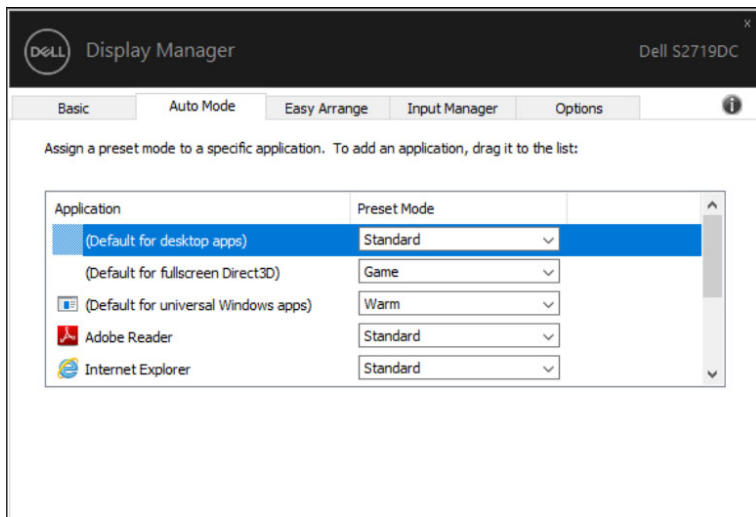 DELL Display Manager
Dell S2719DC
Basic Auto Mode Easy Arrange Input Manager Options
Assign a preset mode to a specific application. To add an application, drag it to the list:
Application Preset Mode
(Default for desktop apps) Standard
(Default for fullscreen Direct3D) Game
(Default for universal Windows apps) Warm
Adobe Reader Standard
Internet Explorer Standard